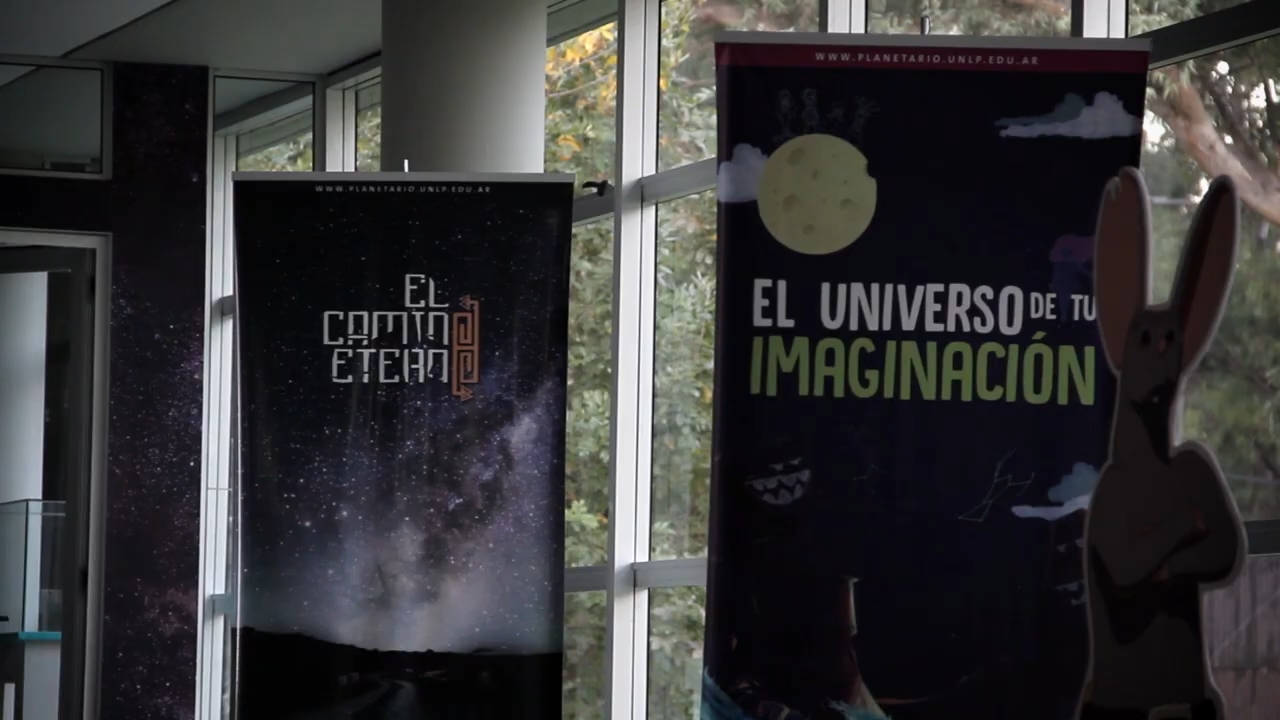 WWW.PLANETARIO.UNLP.EDU.AR
EL
CAMINO
ETERNO
WWW.PLANETARIO.UNLP.EDU.AR
EL UNIVERSO DE TU
IMAGINACIÓN